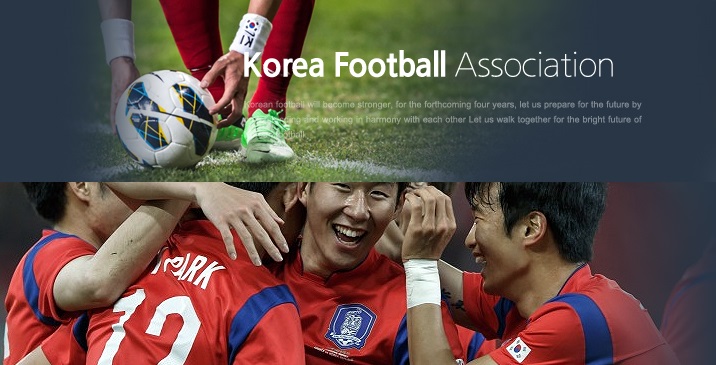 KI
Korea Football Association
Korean football will become stronger, for the forthcoming four years, let us prepare for the future by
and working in harmony with each other Let us walk together for the bright future of
PARK
12